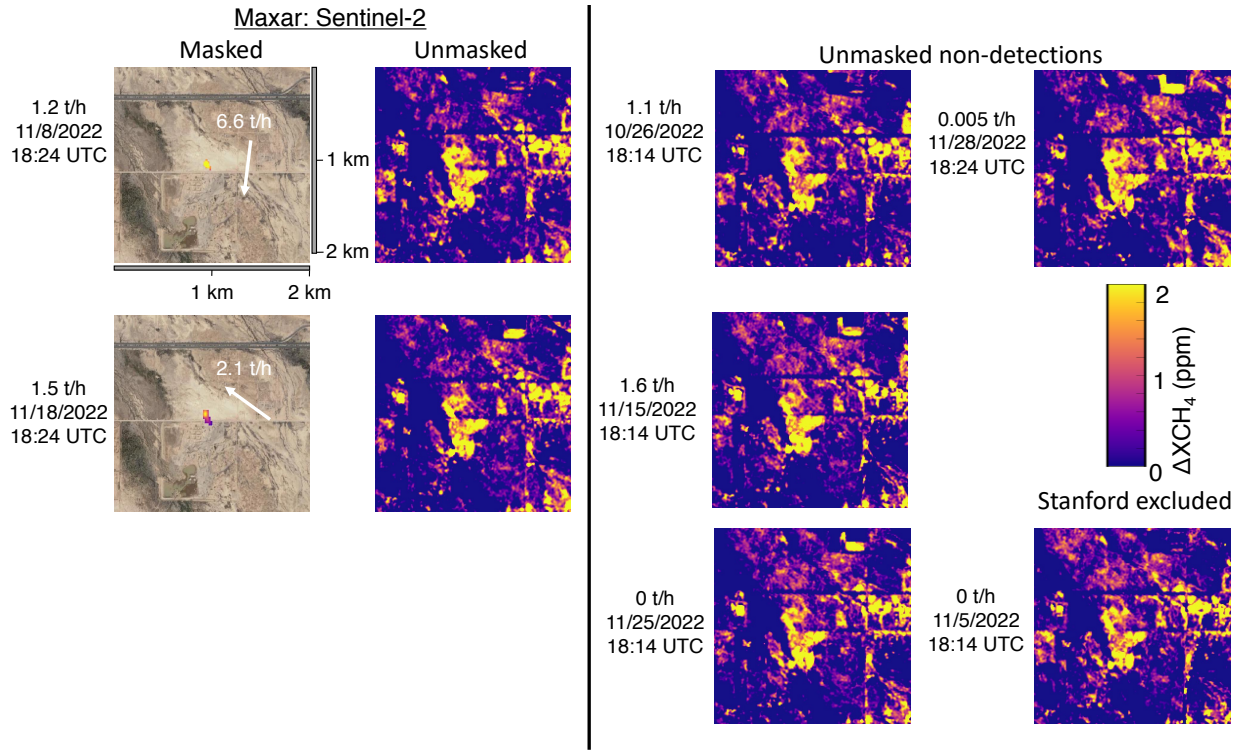 Maxar: Sentinel-2
Masked
Unmasked
1.2 t/h
11/8/2022
18:24 UTC
6.6 t/h
1 km
2 km
1 km
2 km
1.5 t/h
11/18/2022
18:24 UTC
2.1 t/h
Unmasked non-detections
1.1 t/h
10/26/2022
18:14 UTC
0.005 t/h
11/28/2022
18:24 UTC
1.6 t/h
11/15/2022
18:14 UTC
2
1
0
ΔXCH₄ (ppm)
Stanford excluded
0 t/h
11/25/2022
18:14 UTC
0 t/h
11/5/2022
18:14 UTC